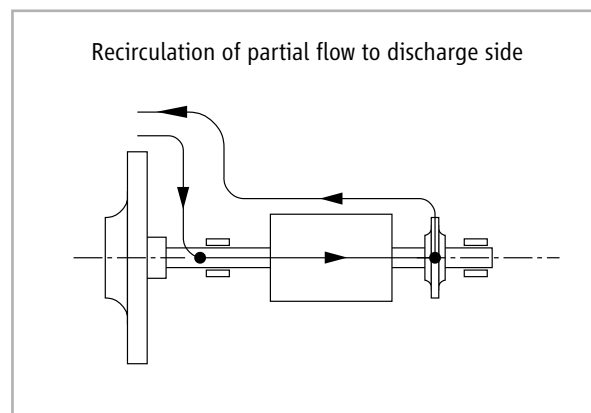 Recirculation of partial flow to discharge side